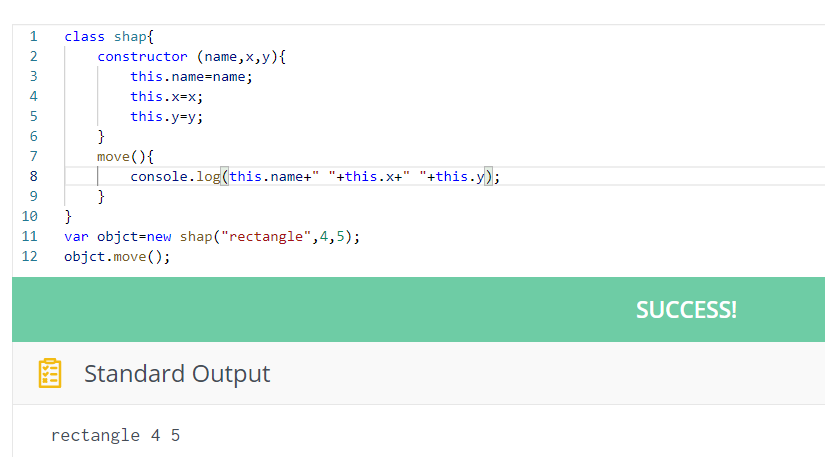 1 class shap{
2 constructor (name,x,y){
3 this.name=name;
4 this.x=x;
5 this.y=y;
6 }
7 move(){
8 console.log(this.name+" "+this.x+" "+this.y);
9 }
10 }
11 var objct=new shap("rectangle",4,5);
12 objct.move();
SUCCESS!
Standard Output
rectangle 4 5